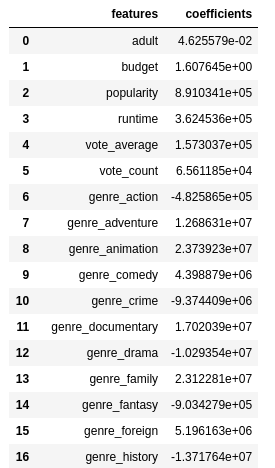 features coefficients
0 adult 4.625579e-02
1 budget 1.607645e+00
2 popularity 8.910341e+05
3 runtime 3.624536e+05
4 vote_average 1.573037e+05
5 vote_count 6.561185e+04
6 genre_action -4.825865e+05
7 genre_adventure 1.268631e+07
8 genre_animation 2.373923e+07
9 genre_comedy 4.398879e+06
10 genre_crime -9.374409e+06
11 genre_documentary 1.702039e+07
12 genre_drama -1.029354e+07
13 genre_family 2.312281e+07
14 genre_fantasy -9.034279e+05
15 genre_foreign 5.196163e+06
16 genre_history -1.371764e+07